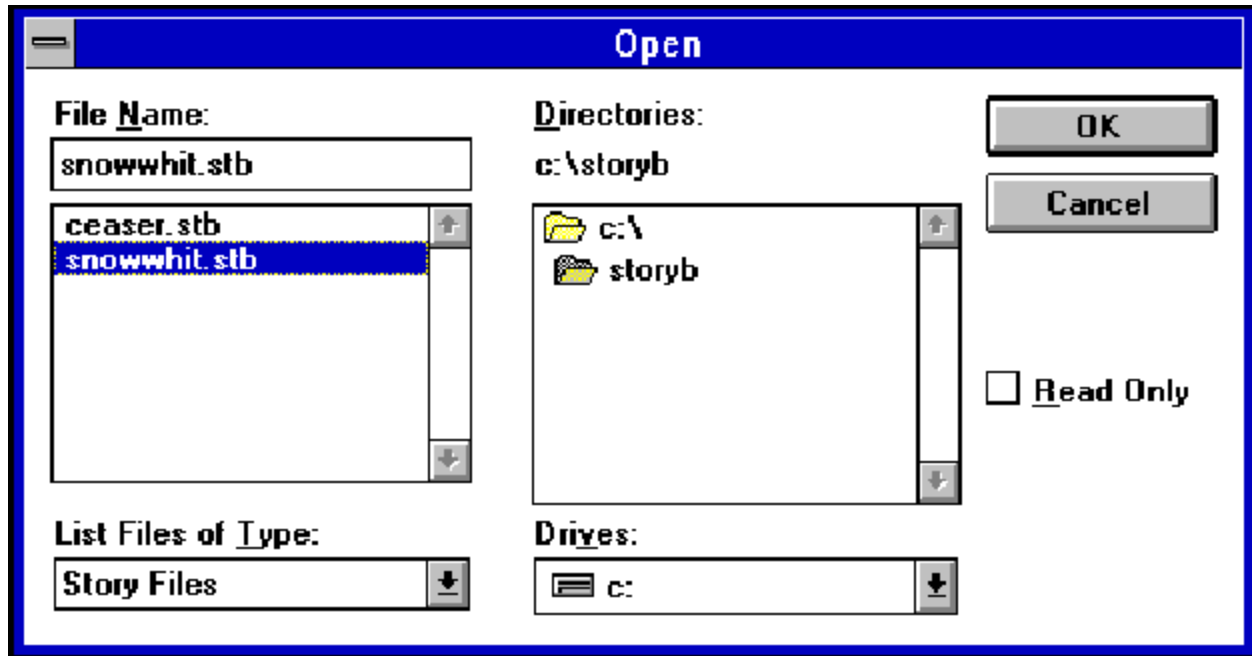 Open
File Name:
snowwhit.stb
ceaser.stb
snowwhit.stb
List Files of Type:
Story Files
Directories:
c:\storyb
c:\
storyb
Drives:
c:
OK
Cancel
Read Only